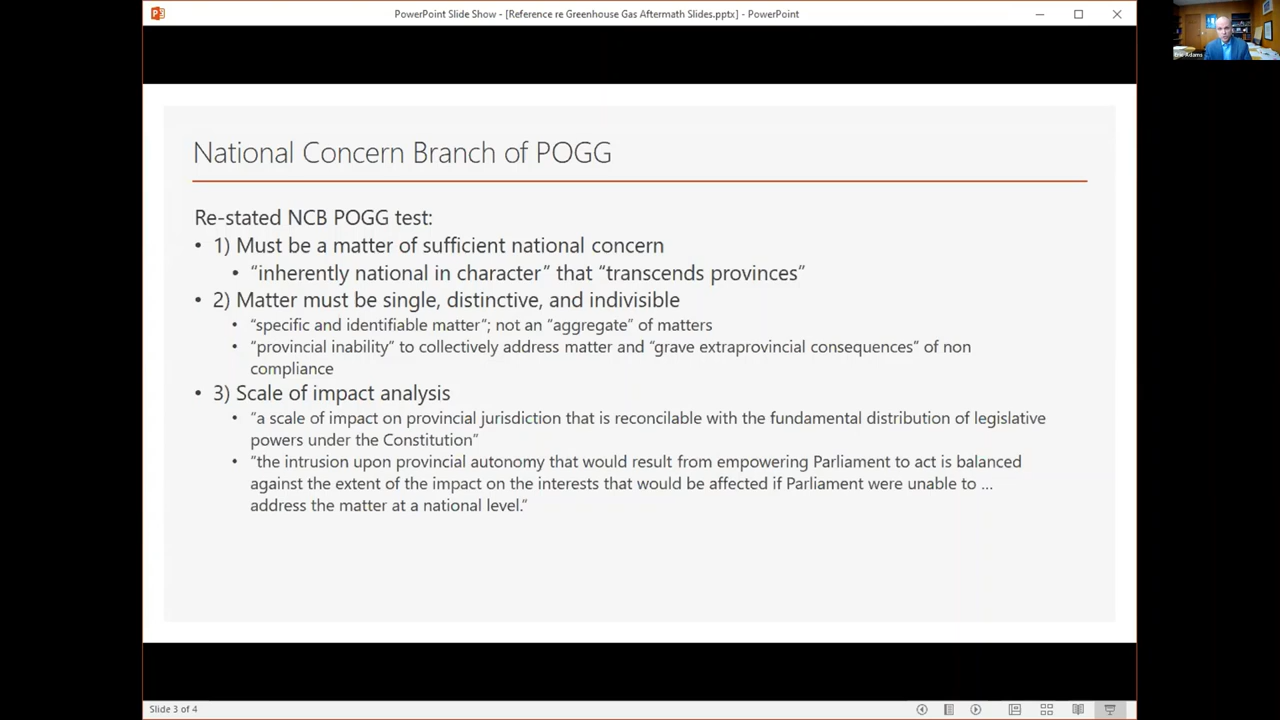 PowerPoint Slide Show - [Reference re Greenhouse Gas Aftermath Slides.pptx] - PowerPoint
Eric Adams
National Concern Branch of POGG
Re-stated NCB POGG test:
• 1) Must be a matter of sufficient national concern
• “inherently national in character” that “transcends provinces”
• 2) Matter must be single, distinctive, and indivisible
• “specific and identifiable matter“; not an “aggregate” of matters
• “provincial inability” to collectively address matter and “grave extraprovincial consequences” of non
compliance
• 3) Scale of impact analysis
• “a scale of impact on provincial jurisdiction that is reconcilable with the fundamental distribution of legislative
powers under the Constitution”
• “the intrusion upon provincial autonomy that would result from empowering Parliament to act is balanced
against the extent of the impact on the interests that would be affected if Parliament were unable to …
address the matter at a national level.”
Slide 3 of 4